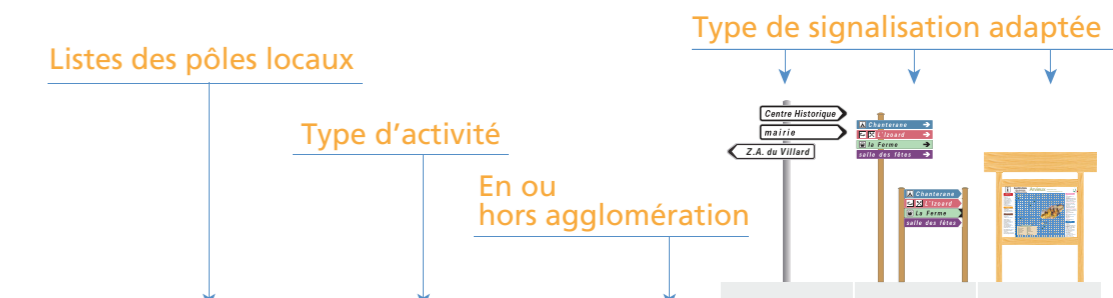 Type de signalisation adaptée
Listes des pôles locaux
Type d'activité
En ou
hors agglomération
Centre Historique
mairie
Z.A. du Villard
Chanterane
L'Izoard
la Ferme
salle des fêtes
Chanterane
L'Izoard
La Ferme
salle des fêtes